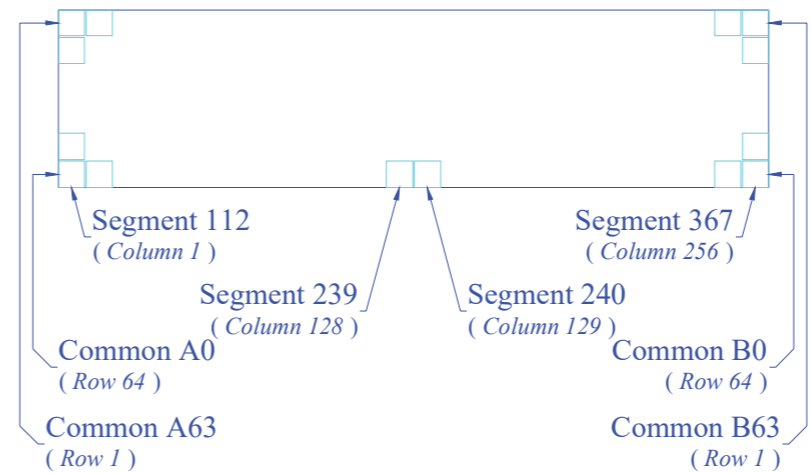 Segment 112
( Column 1 )
Segment 367
( Column 256 )
Segment 239
( Column 128 )
Segment 240
( Column 129 )
Common A0
( Row 64 )
Common B0
( Row 64 )
Common A63
( Row 1 )
Common B63
( Row 1 )